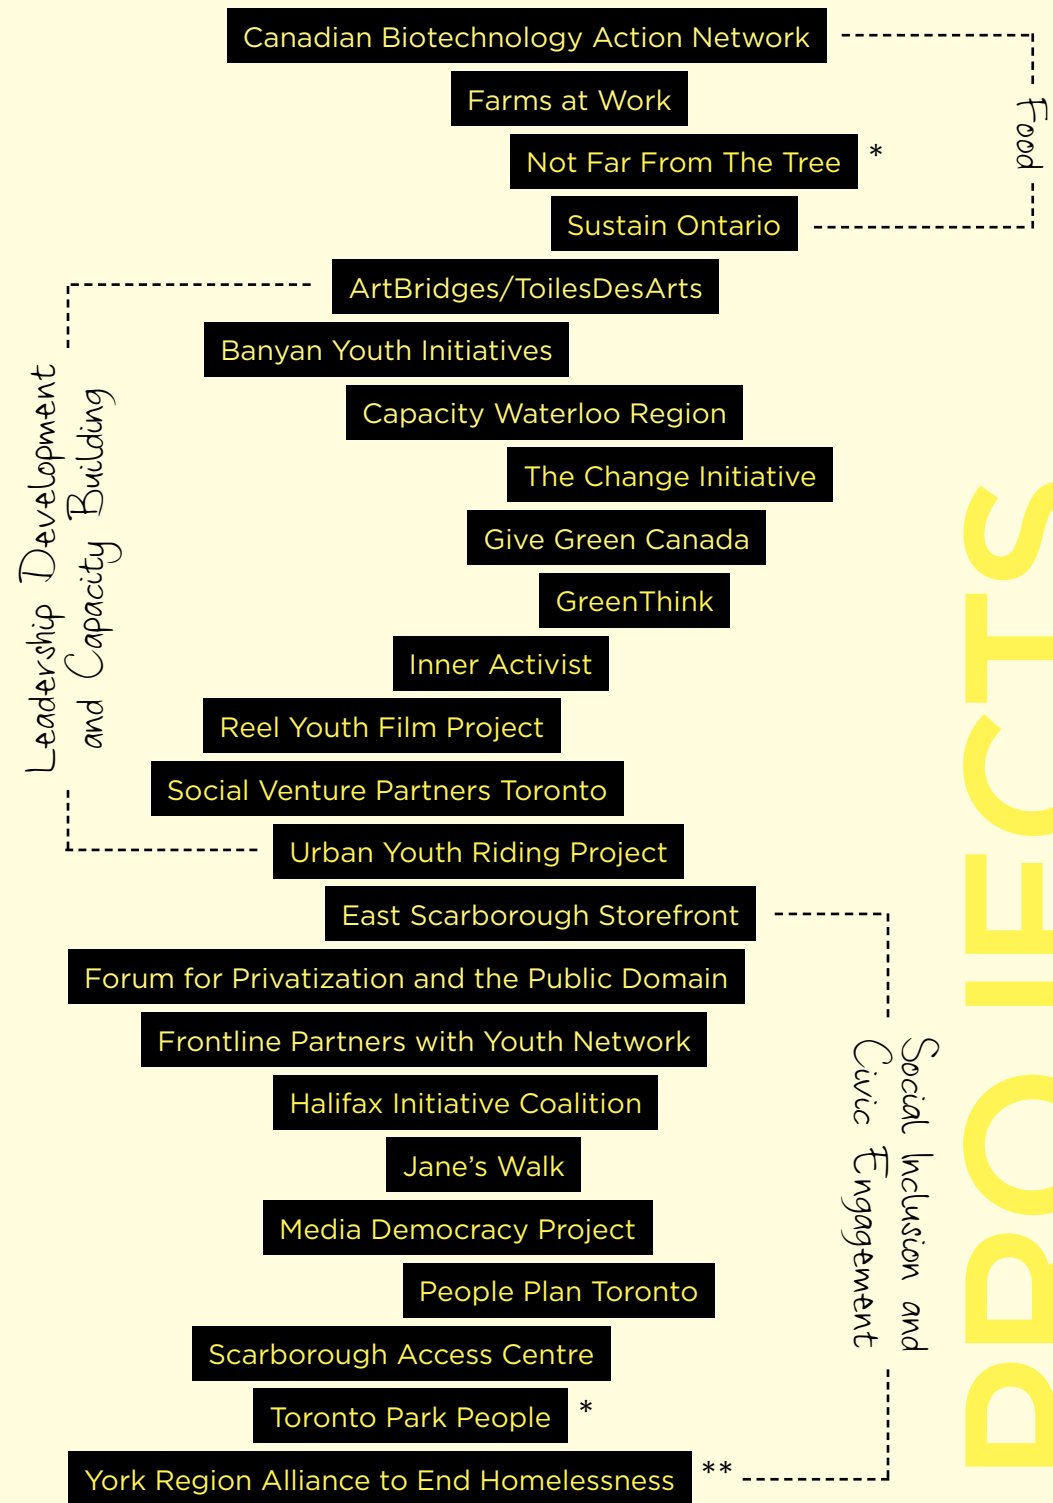 Canadian Biotechnology Action Network
Farms at Work
Not Far From The Tree *
Sustain Ontario
Food
ArtBridges/ToilesDesArts
Banyan Youth Initiatives
Capacity Waterloo Region
The Change Initiative
Give Green Canada
GreenThink
Inner Activist
Reel Youth Film Project
Social Venture Partners Toronto
Urban Youth Riding Project
Leadership Development
and Capacity Building
East Scarborough Storefront
Forum for Privatization and the Public Domain
Frontline Partners with Youth Network
Halifax Initiative Coalition
Jane’s Walk
Media Democracy Project
People Plan Toronto
Scarborough Access Centre
Toronto Park People *
York Region Alliance to End Homelessness **
Social Inclusion and
Civic Engagement
PROJECTS